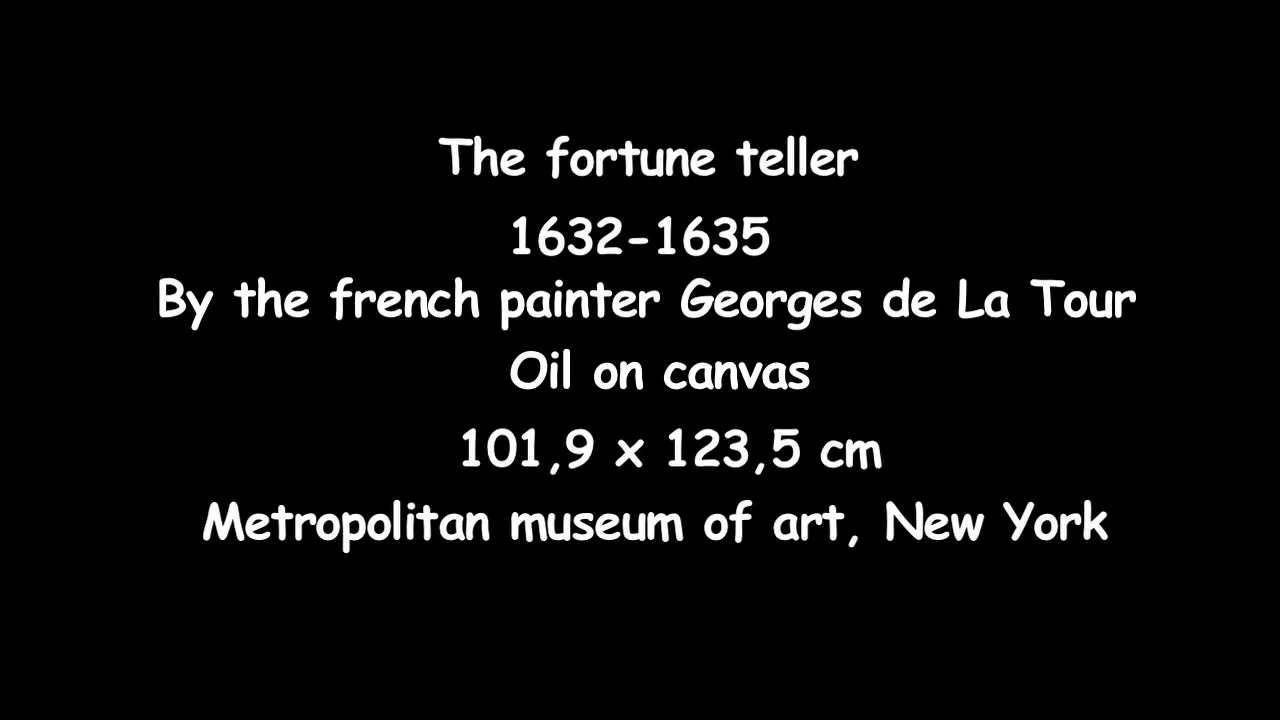 The fortune teller
1632-1635
By the french painter Georges de La Tour
Oil on canvas
101,9 x 123,5 cm
Metropolitan museum of art, New York